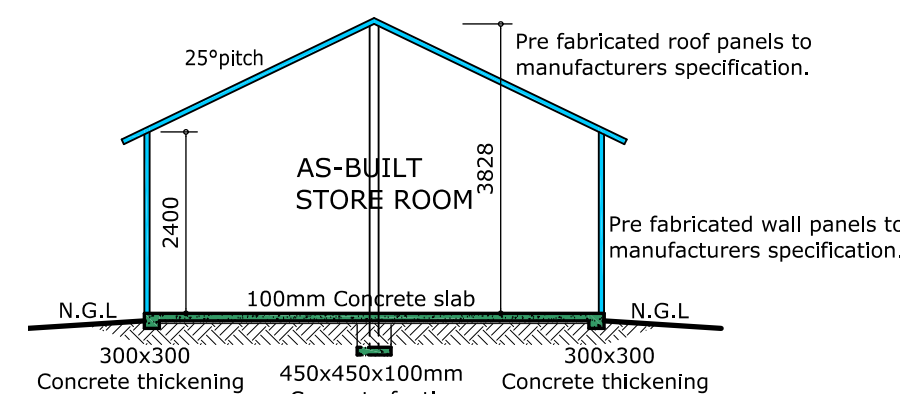 Pre fabricated roof panels to
manufacturers specification.
25°pitch
AS-BUILT
STORE ROOM
3828
2400
Pre fabricated wall panels to
manufacturers specification.
100mm Concrete slab
N.G.L
N.G.L
300x300
Concrete thickening
450x450x100mm
300x300
Concrete thickening